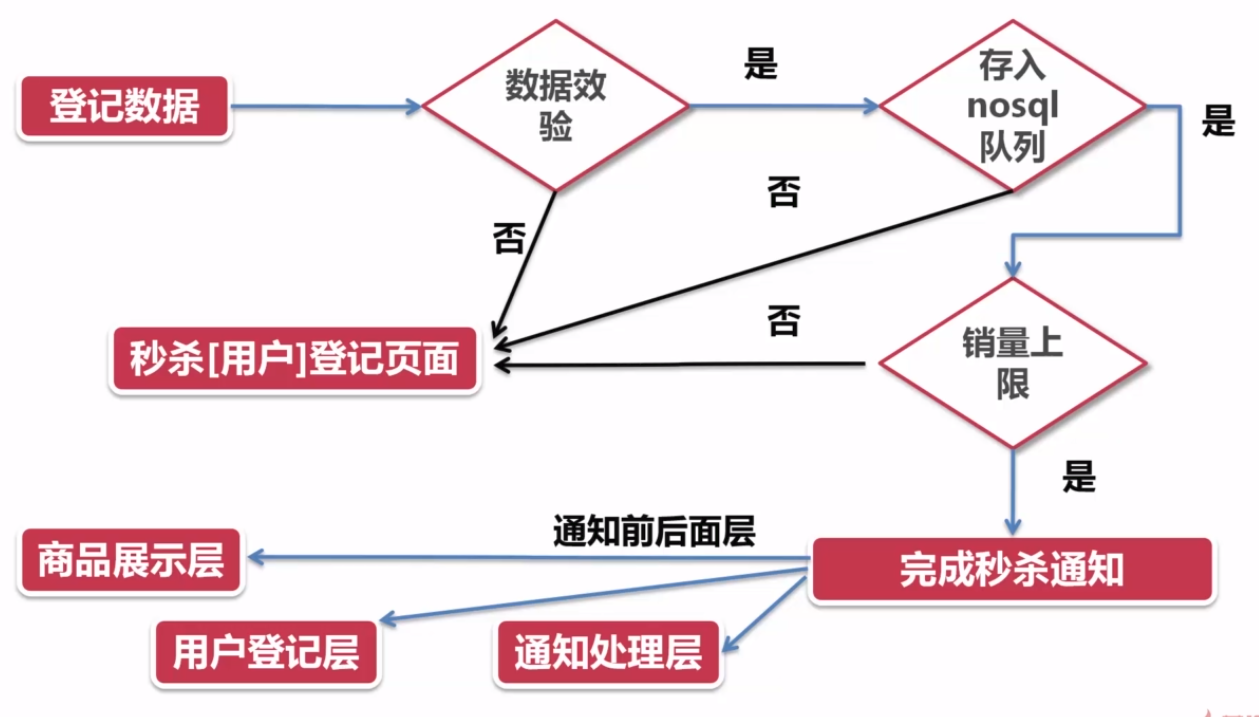 登记数据
数据效
验
是
存入
nosql
队列
是
否
否
秒杀[用户]登记页面
否
销量上
限
是
通知前后面层
商品展示层
完成秒杀通知
用户登记层
通知处理层